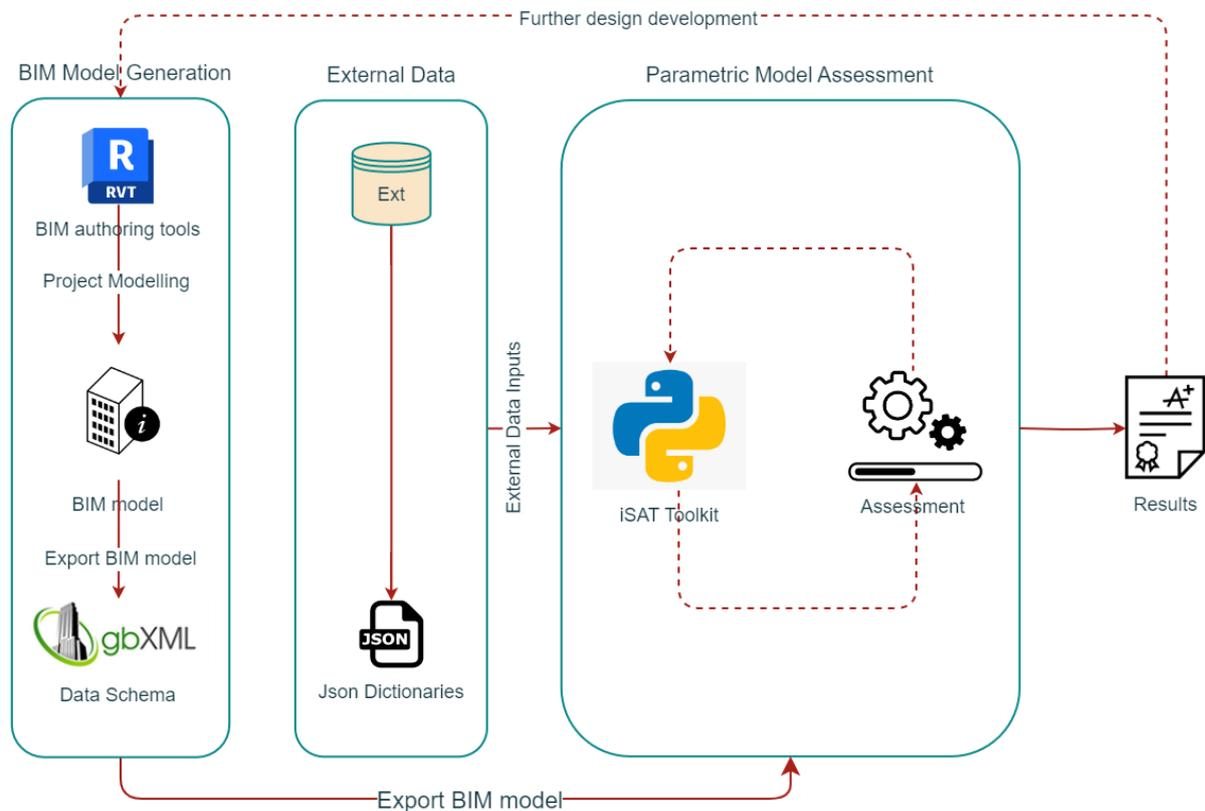 Further design development
BIM Model Generation
External Data
Parametric Model Assessment
R
RVT
BIM authoring tools
Project Modelling
i
BIM model
Export BIM model
gbXML
Data Schema
Ext
JSON
Json Dictionaries
External Data Inputs
iSAT Toolkit
Assessment
A+
Results
Export BIM model